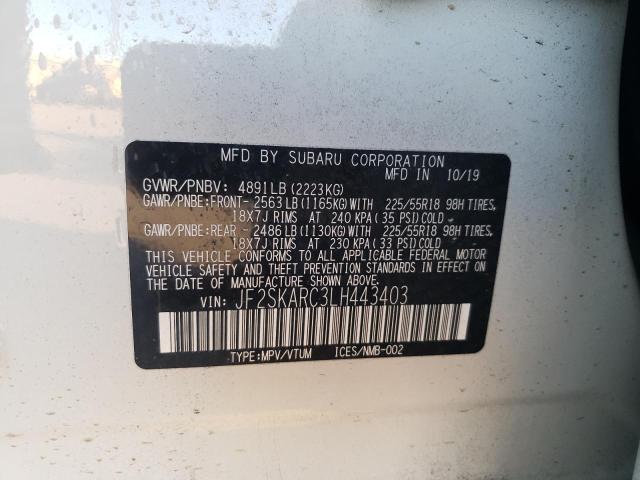 MFD BY SUBARU CORPORATION
MFD IN 10/19
GVWR/PNBV: 4891LB(2223KG)
GAWR/PNBE:FRONT- 2563LB(1165KG)WITH 225/55R18 98H TIRES,
18X7J RIMS AT 240 KPA(35 PSI)COLD
GAWR/PNBE:REAR - 2486LB(1130KG)WITH 225/55R18 98H TIRES,
18X7J RIMS AT 230 KPA(33 PSI)COLD
THIS VEHICLE CONFORMS TO ALL APPLICABLE FEDERAL MOTOR
VEHICLE SAFETY AND THEFT PREVENTION STANDARDS IN EFFECT ON
THE DATE OF MANUFACTURE SHOWN ABOVE.
VIN: JF2SKARC3LH443403
TYPE:MPV/VTUM ICES/NMB-002